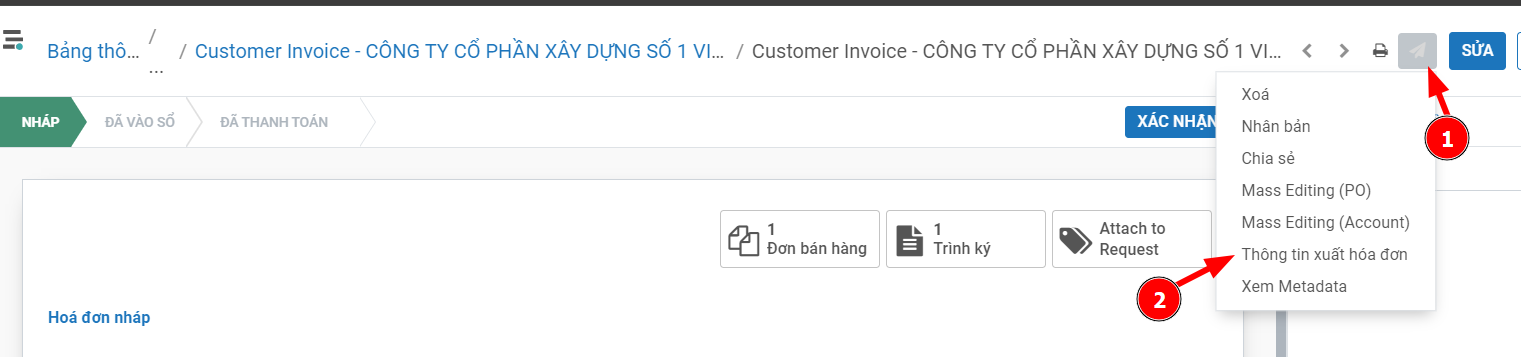 Bảng thô... / ... / Customer Invoice - CÔNG TY CỔ PHẦN XÂY DỰNG SỐ 1 VI... / Customer Invoice - CÔNG TY CỔ PHẦN XÂY DỰNG SỐ 1 VI... SỬA
NHÁP ĐÃ VÀO SỔ ĐÃ THANH TOÁN XÁC NHẬN
Xoá
Nhân bản
Chia sẻ
Mass Editing (PO)
Mass Editing (Account)
Thông tin xuất hóa đơn
Xem Metadata
1
2
1
Đơn bán hàng
1
Trình ký
Attach to
Request
Hoá đơn nháp